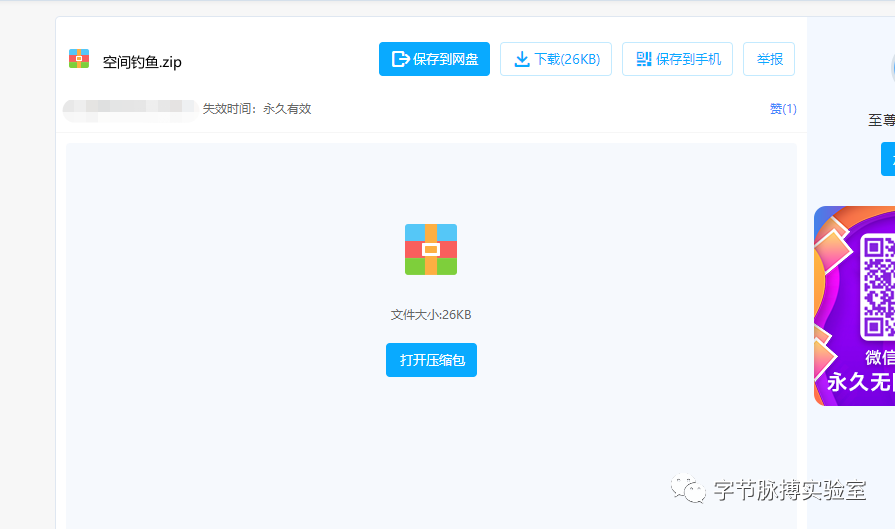 空间钓鱼.zip
保存到网盘
下载(26KB)
保存到手机
举报
失效时间：永久有效
赞(1)
至尊
文件大小:26KB
打开压缩包
微信
永久无
字节脉搏实验室